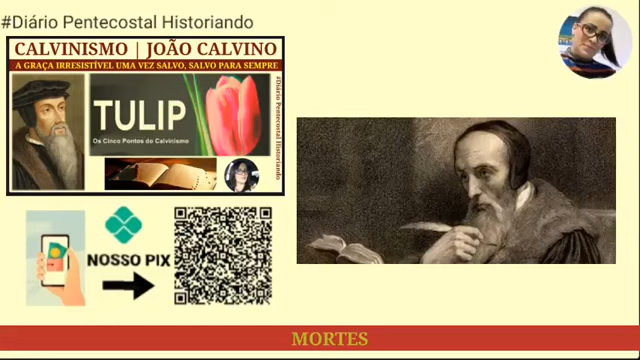 #Diário Pentecostal Historiando
CALVINISMO | JOÃO CALVINO
A GRAÇA IRRESISTÍVEL UMA VEZ SALVO, SALVO PARA SEMPRE
TULIP
Os Cinco Pontos do Calvinismo
#Diário Pentecostal Historiando
NOSSO PIX
MORTES